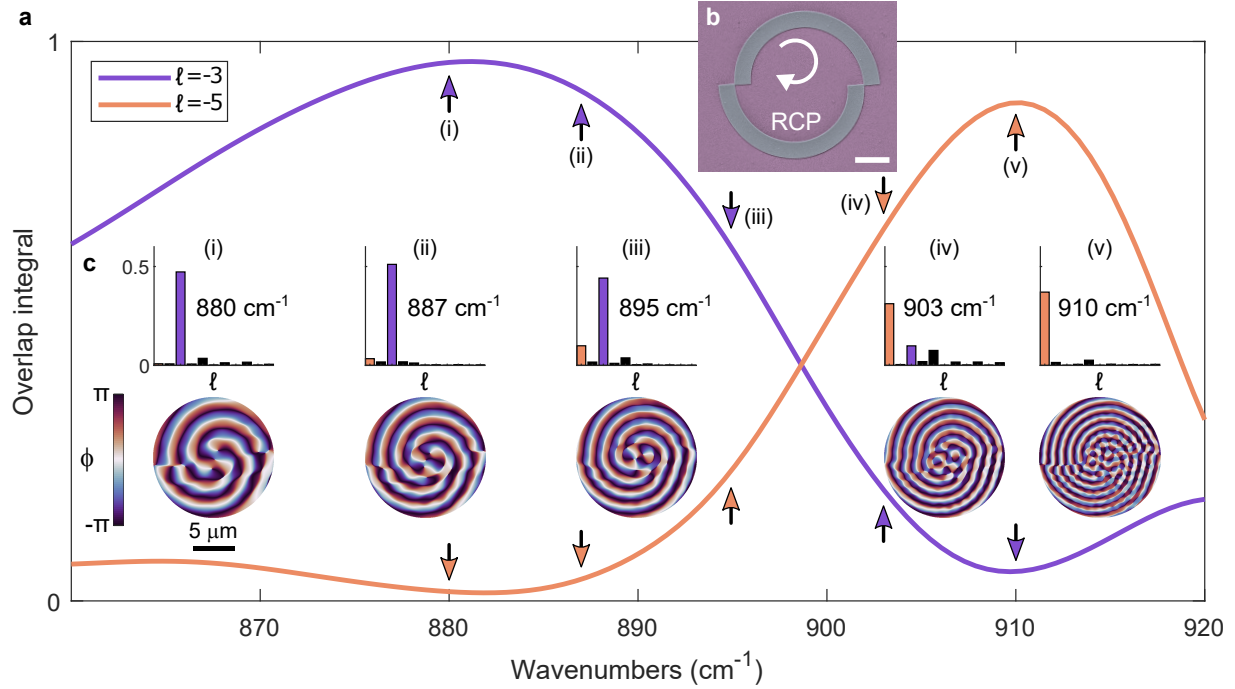 a
b
1
ℓ=-3
ℓ=-5
RCP
(i)
(ii)
(iii)
(iv)
(v)
c
(i)
(ii)
(iii)
(iv)
(v)
0.5
0
880 cm⁻¹
887 cm⁻¹
895 cm⁻¹
903 cm⁻¹
910 cm⁻¹
ℓ
ℓ
ℓ
ℓ
ℓ
π
ϕ
-π
5 μm
0
870
880
890
900
910
920
Overlap integral
Wavenumbers (cm⁻¹)